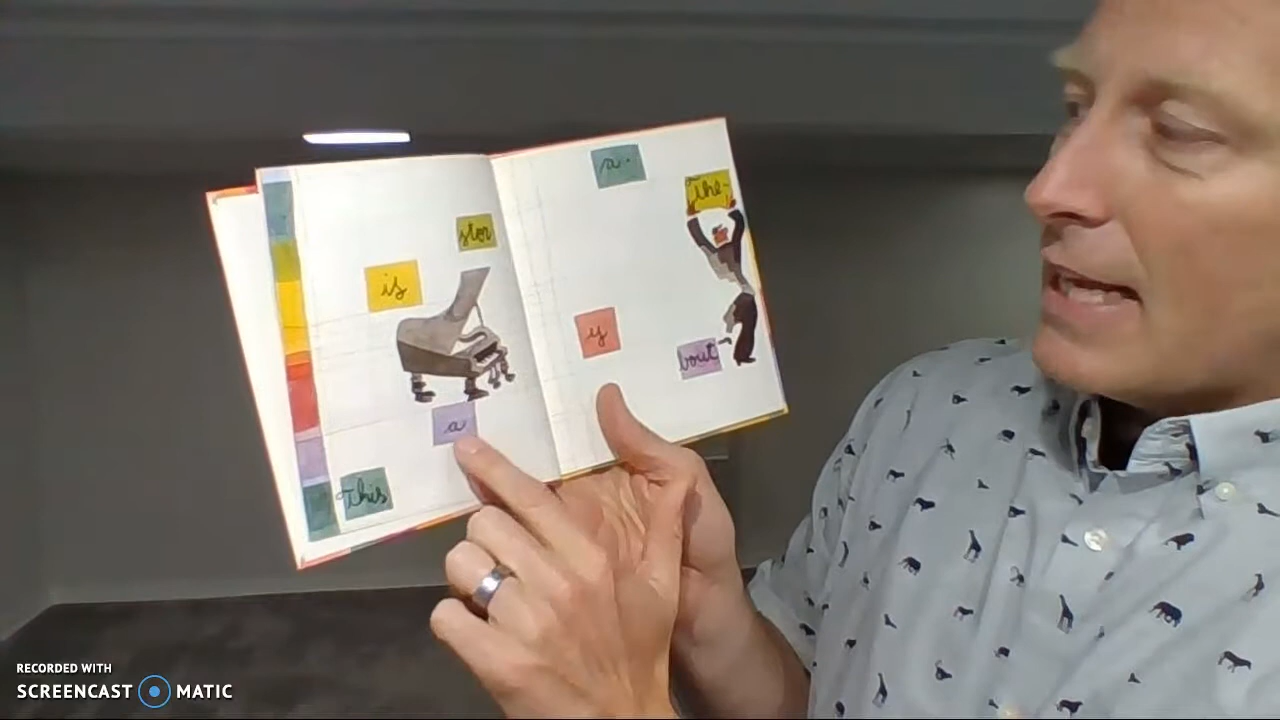 This
is
a
stor
y
a·
bout
The-
RECORDED WITH
SCREENCAST MATIC